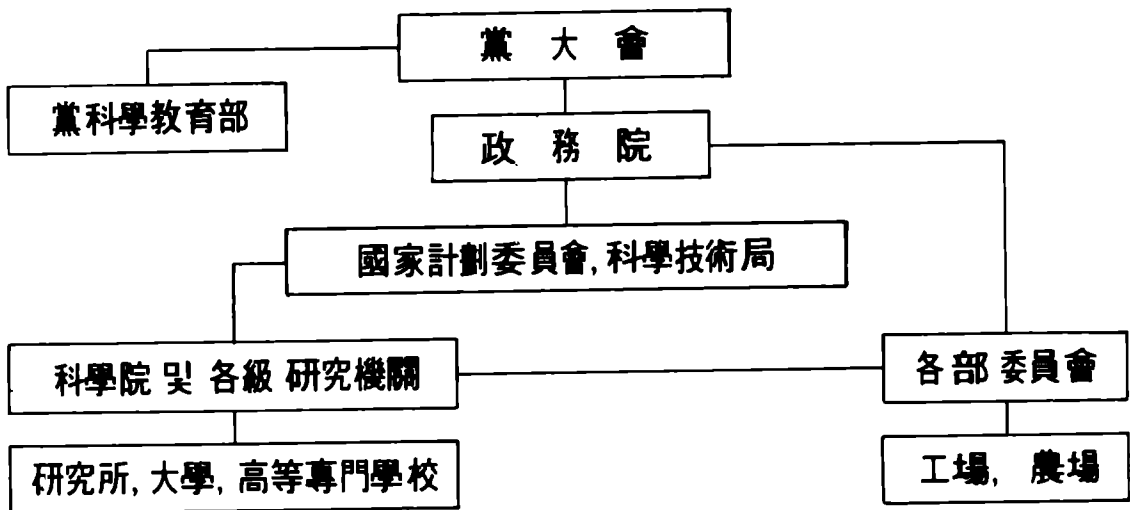 黨大會
黨科學敎育部
政務院
國家計劃委員會, 科學技術局
科學院 및 各級 研究機關
各部 委員會
研究所, 大學, 高等專門學校
工場, 農場